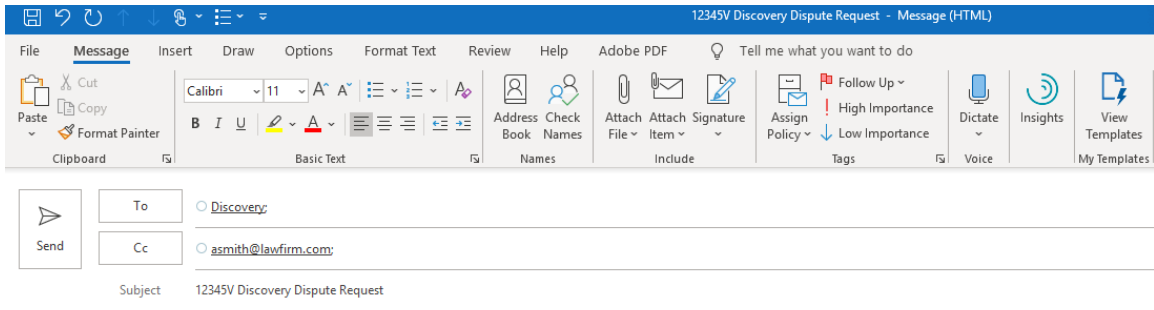 12345V Discovery Dispute Request - Message (HTML)
File Message Insert Draw Options Format Text Review Help Adobe PDF Tell me what you want to do
Cut
Copy
Paste
Format Painter
Clipboard
Calibri 11
B I U
Basic Text
Address Book
Check Names
Names
Attach File
Attach Item
Signature
Include
Assign Policy
Follow Up
High Importance
Low Importance
Tags
Dictate
Voice
Insights
View Templates
My Templates
Send
To Discovery;
Cc asmith@lawfirm.com;
Subject 12345V Discovery Dispute Request